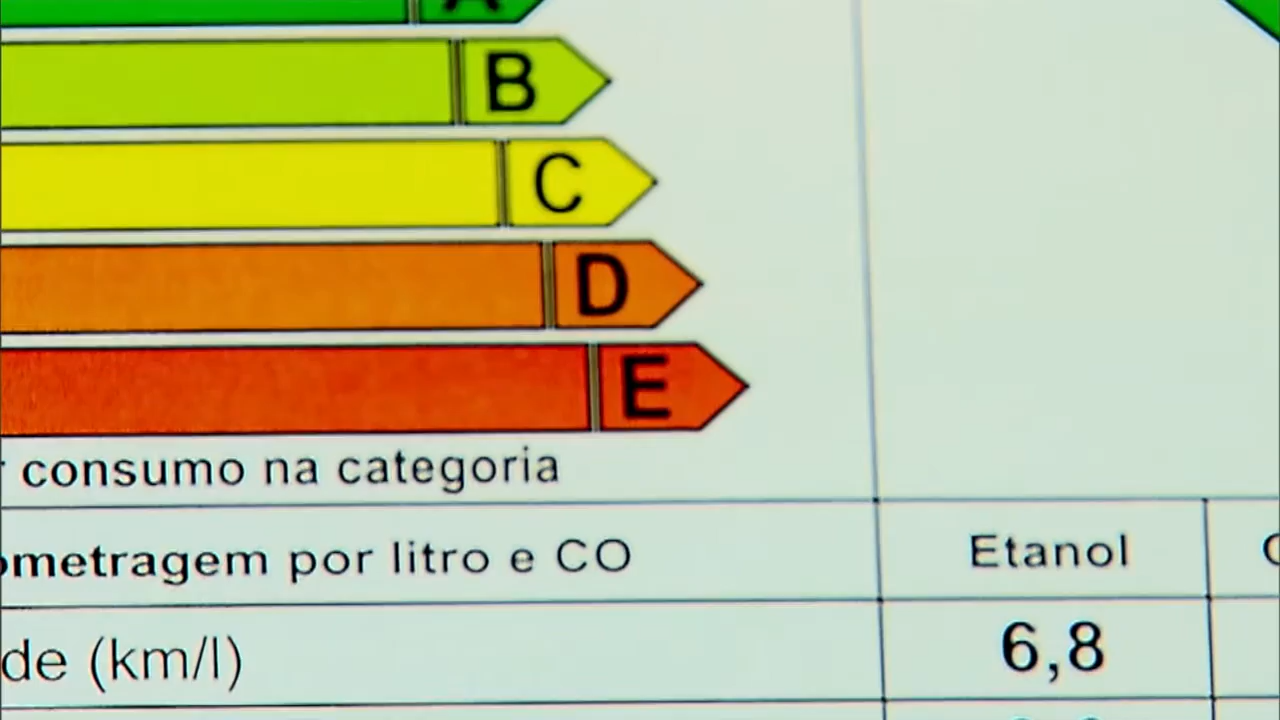 A
B
C
D
E
consumo na categoria
ometragem por litro e CO
Etanol
de (km/l)
6,8